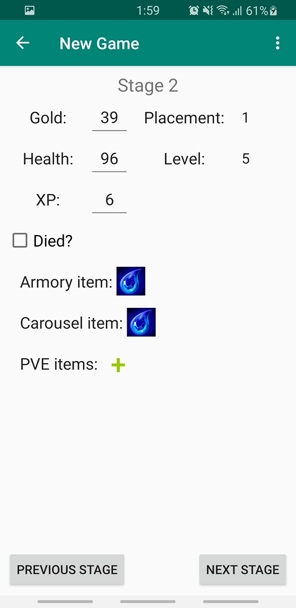 1:59 61%
New Game
Stage 2
Gold: 39 Placement: 1
Health: 96 Level: 5
XP: 6
Died?
Armory item:
Carousel item:
PVE items:
PREVIOUS STAGE NEXT STAGE